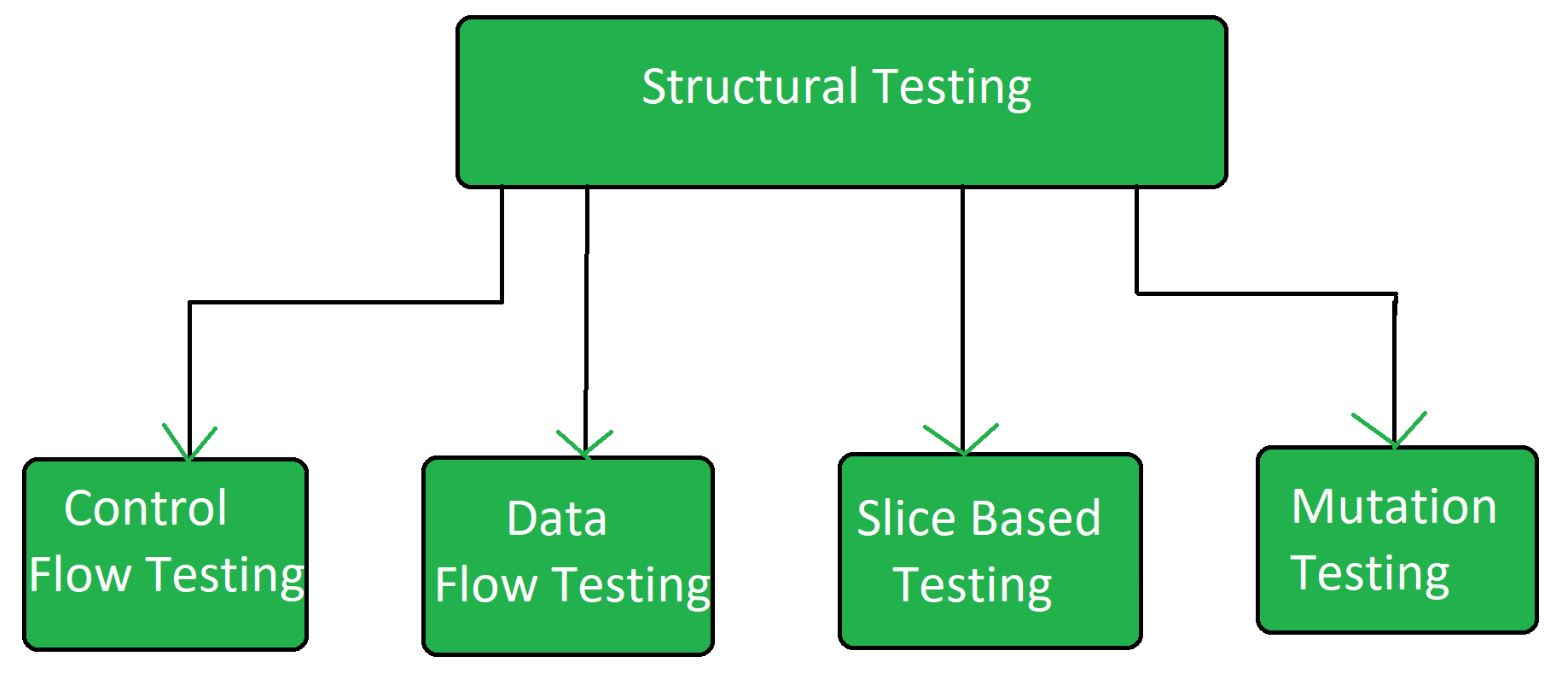 Structural Testing
Control
Flow Testing
Data
Flow Testing
Slice Based
Testing
Mutation
Testing